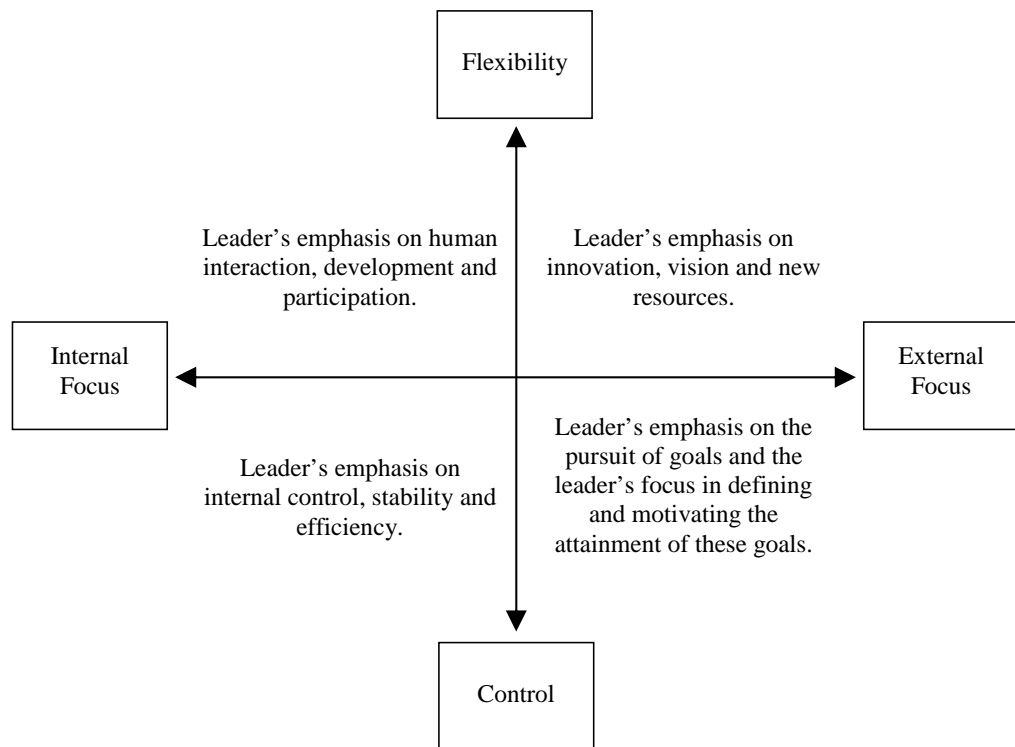 Flexibility
Leader’s emphasis on human
interaction, development and
participation.
Leader’s emphasis on
innovation, vision and new
resources.
Internal
Focus
External
Focus
Leader’s emphasis on
internal control, stability and
efficiency.
Leader’s emphasis on the
pursuit of goals and the
leader’s focus in defining
and motivating the
attainment of these goals.
Control